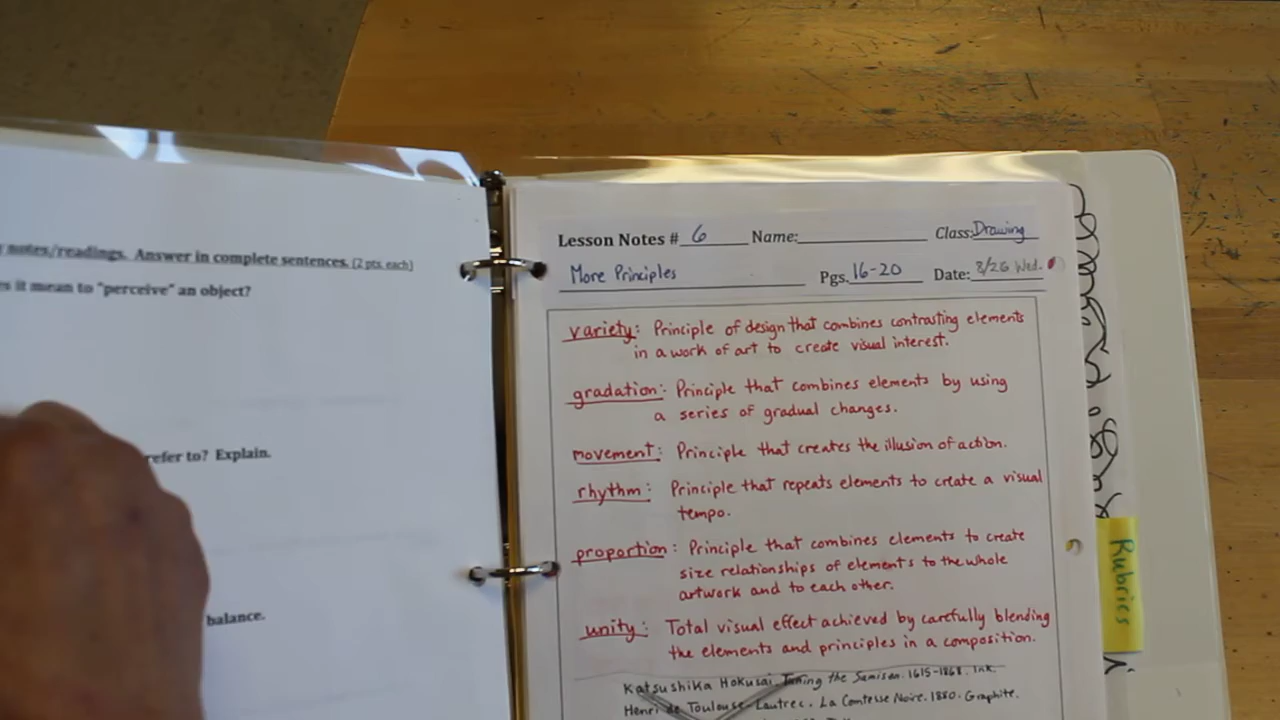 notes/readings. Answer in complete sentences. (2 pts. each)
it mean to "perceive" an object?
refer to? Explain.
balance.
Lesson Notes # 6 Name: Class: Drawing
More Principles Pgs. 16-20 Date: 8/26 Wed.
variety: Principle of design that combines contrasting elements
in a work of art to create visual interest.
gradation: Principle that combines elements by using
a series of gradual changes.
movement: Principle that creates the illusion of action.
rhythm: Principle that repeats elements to create a visual
tempo.
proportion: Principle that combines elements to create
size relationships of elements to the whole
artwork and to each other.
unity: Total visual effect achieved by carefully blending
the elements and principles in a composition.
Katsushika Hokusai. Tuning the Samisen. 1615-1868. Ink.
Henri de Toulouse-Lautrec. La Comtesse Noire. 1880. Graphite.
Rubrics